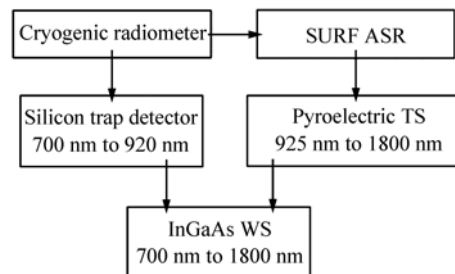 Cryogenic radiometer
SURF ASR
Silicon trap detector
700 nm to 920 nm
Pyroelectric TS
925 nm to 1800 nm
InGaAs WS
700 nm to 1800 nm